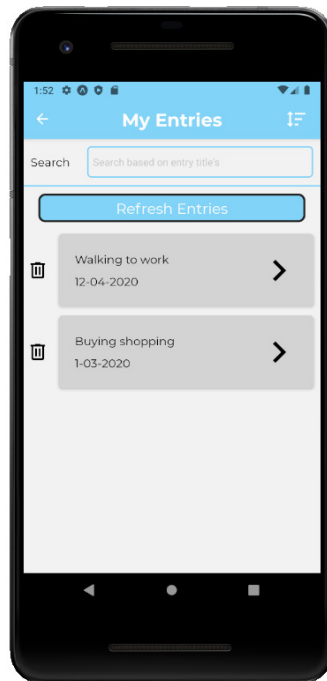 1:52
My Entries
Search
Search based on entry title's
Refresh Entries
Walking to work
12-04-2020
Buying shopping
1-03-2020